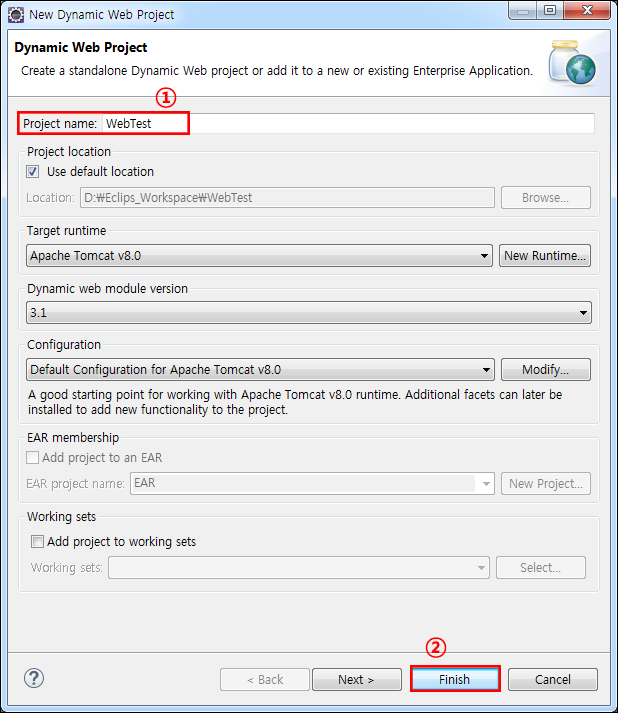 New Dynamic Web Project
Dynamic Web Project
Create a standalone Dynamic Web project or add it to a new or existing Enterprise Application.
①
Project name: WebTest
Project location
Use default location
Location: D:₩Eclips_Workspace₩WebTest Browse...
Target runtime
Apache Tomcat v8.0 New Runtime...
Dynamic web module version
3.1
Configuration
Default Configuration for Apache Tomcat v8.0 Modify...
A good starting point for working with Apache Tomcat v8.0 runtime. Additional facets can later be
installed to add new functionality to the project.
EAR membership
Add project to an EAR
EAR project name: EAR New Project...
Working sets
Add project to working sets
Working sets: Select...
②
? < Back Next > Finish Cancel